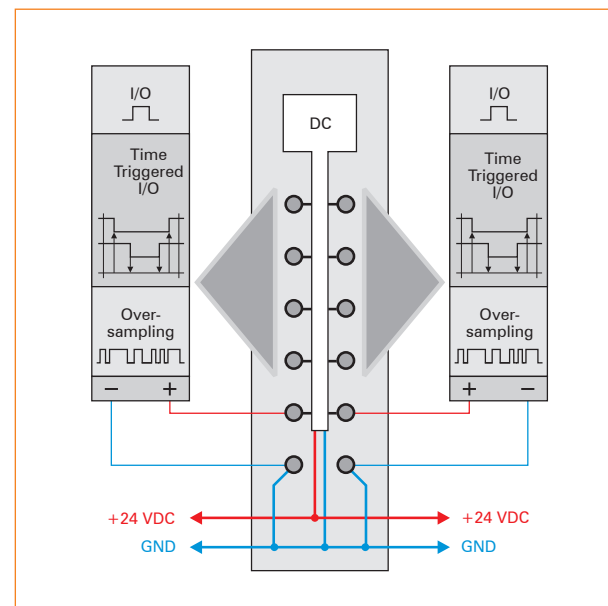 I/O
Time
Triggered
I/O
Over-
sampling
− +
DC
I/O
Time
Triggered
I/O
Over-
sampling
+ −
+24 VDC
+24 VDC
GND
GND